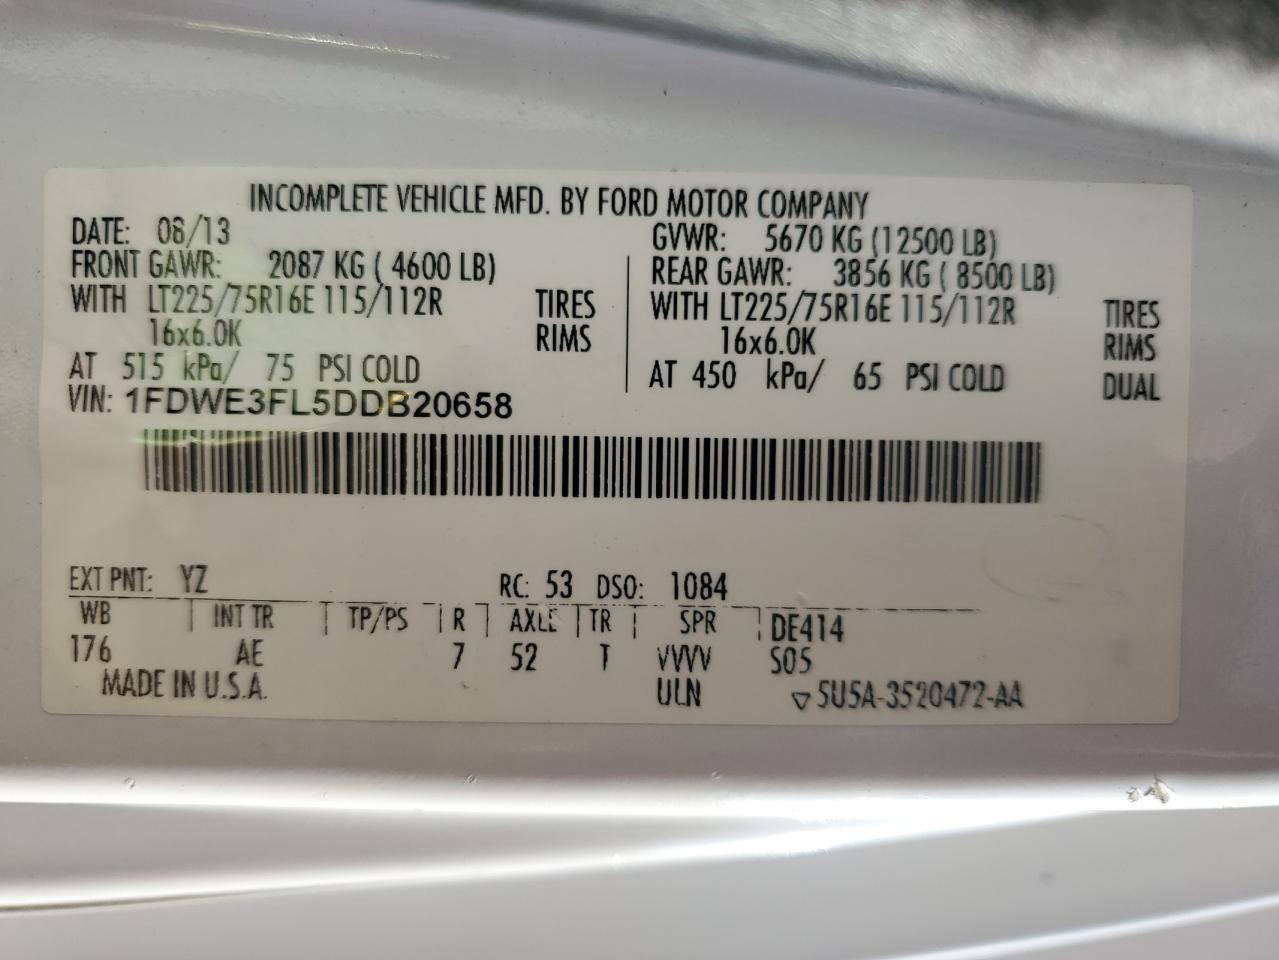 INCOMPLETE VEHICLE MFD. BY FORD MOTOR COMPANY
DATE: 08/13 GVWR: 5670 KG (12500 LB)
FRONT GAWR: 2087 KG ( 4600 LB) REAR GAWR: 3856 KG ( 8500 LB)
WITH LT225/75R16E 115/112R TIRES WITH LT225/75R16E 115/112R TIRES
16x6.0K RIMS 16x6.0K RIMS
AT 515 kPa/ 75 PSI COLD AT 450 kPa/ 65 PSI COLD DUAL
VIN: 1FDWE3FL5DDB20658
EXT PNT: YZ RC: 53 DSO: 1084
WB | INT TR | TP/PS | R | AXLE | TR | SPR | DE414
176 AE 7 52 T VVVV S05
MADE IN U.S.A. ULN ▽5U5A-3520472-AA